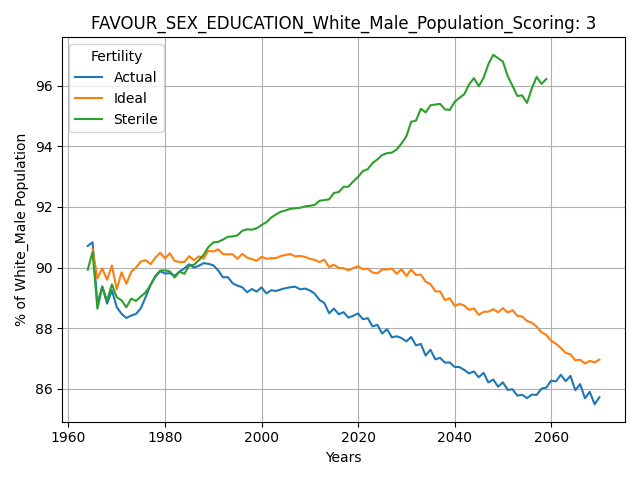 FAVOUR_SEX_EDUCATION_White_Male_Population_Scoring: 3
Fertility
Actual
Ideal
Sterile
% of White_Male Population
96
94
92
90
88
86
1960
1980
2000
2020
2040
2060
Years